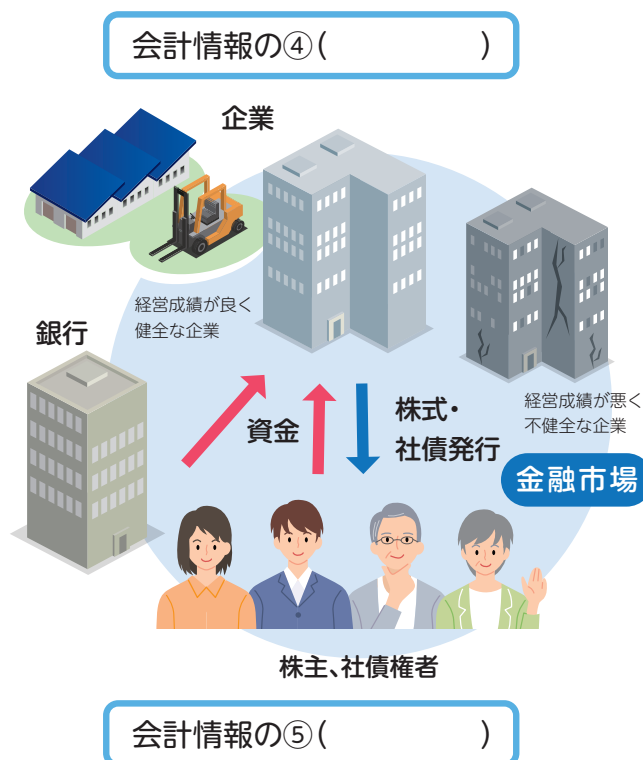 会計情報の④(　　　　　)
企業
経営成績が良く
健全な企業
銀行
資金
株式・
社債発行
経営成績が悪く
不健全な企業
金融市場
株主、社債権者
会計情報の⑤(　　　　　)